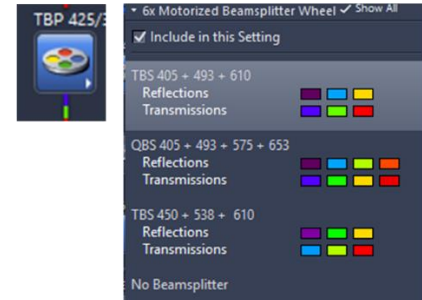 TBP 425/3
6x Motorized Beamsplitter Wheel ✓ Show All
Include in this Setting
TBS 405 + 493 + 610
Reflections
Transmissions
QBS 405 + 493 + 575 + 653
Reflections
Transmissions
TBS 450 + 538 + 610
Reflections
Transmissions
No Beamsplitter